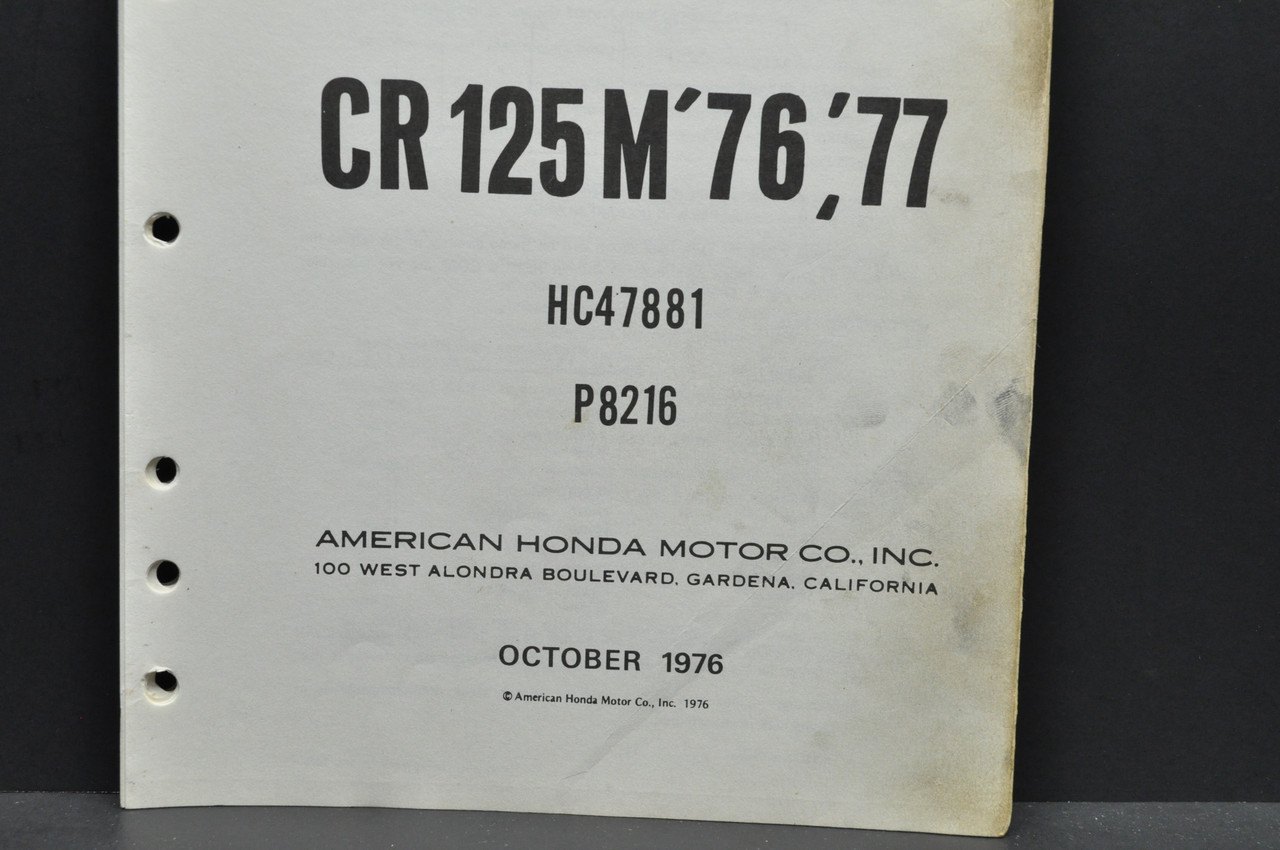 CR 125 M '76, '77
HC47881
P8216
AMERICAN HONDA MOTOR CO., INC.
100 WEST ALONDRA BOULEVARD, GARDENA, CALIFORNIA
OCTOBER 1976
© American Honda Motor Co., Inc. 1976